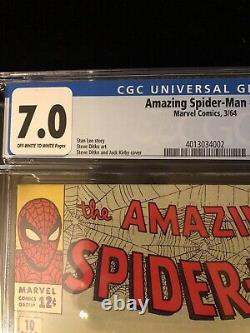 CGC UNIVERSAL GR
7.0
OFF-WHITE TO WHITE Pages
Amazing Spider-Man
Marvel Comics, 3/64
Stan Lee story
Steve Ditko art
Steve Ditko and Jack Kirby cover
4013034002
MARVEL
COMICS
GROUP
12¢
10
the AMAZ
SPIDER-